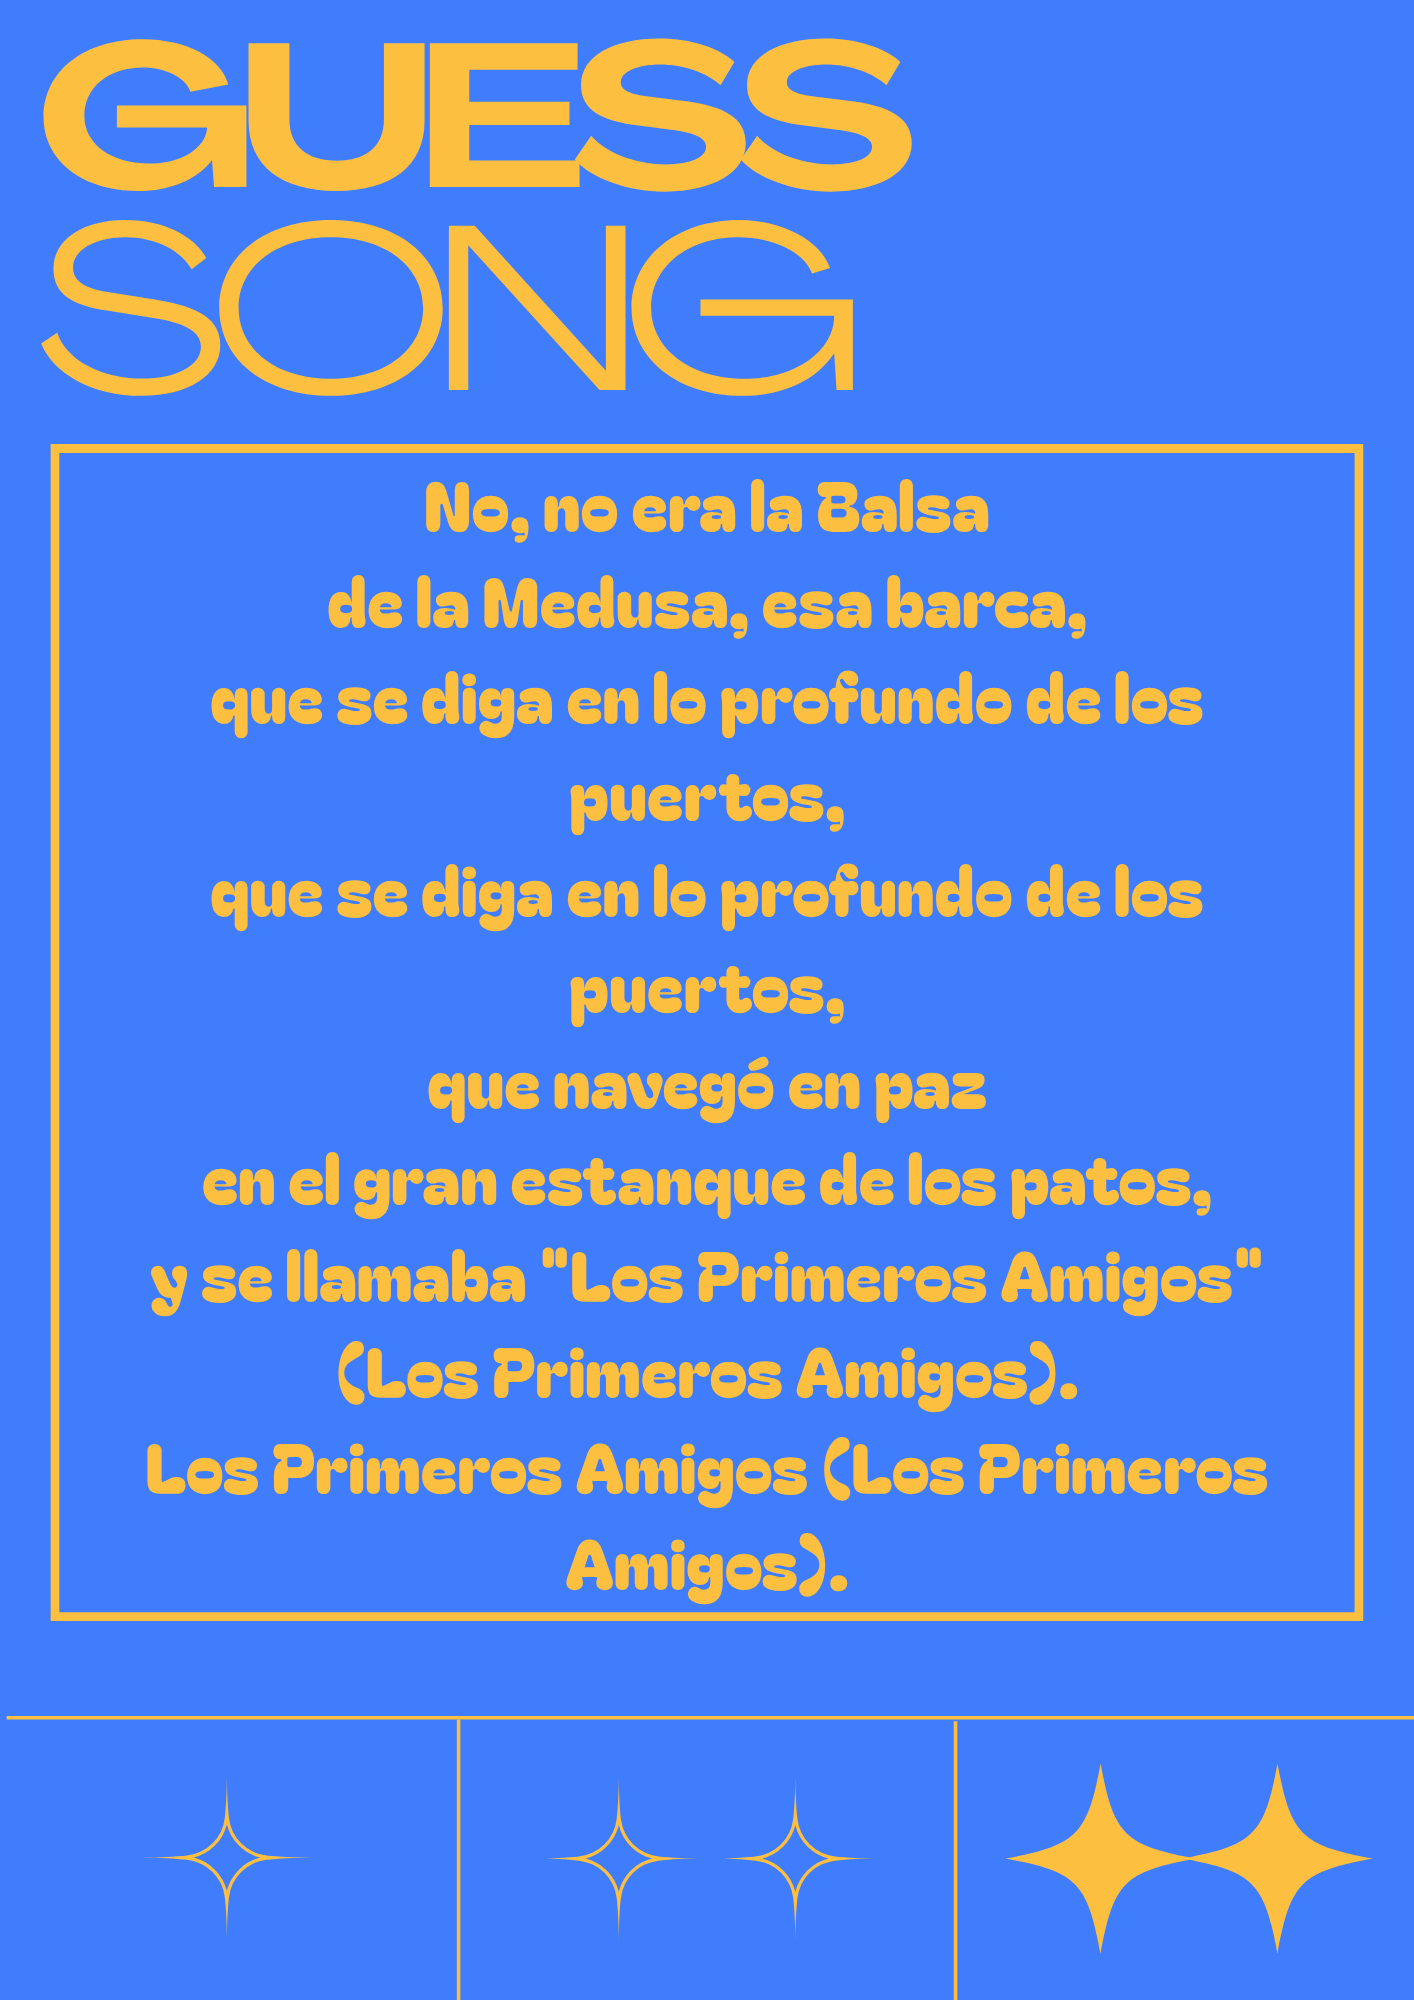 GUESS
SONG
No, no era la Balsa
de la Medusa, esa barca,
que se diga en lo profundo de los
puertos,
que se diga en lo profundo de los
puertos,
que navegó en paz
en el gran estanque de los patos,
y se llamaba "Los Primeros Amigos"
(Los Primeros Amigos).
Los Primeros Amigos (Los Primeros
Amigos).